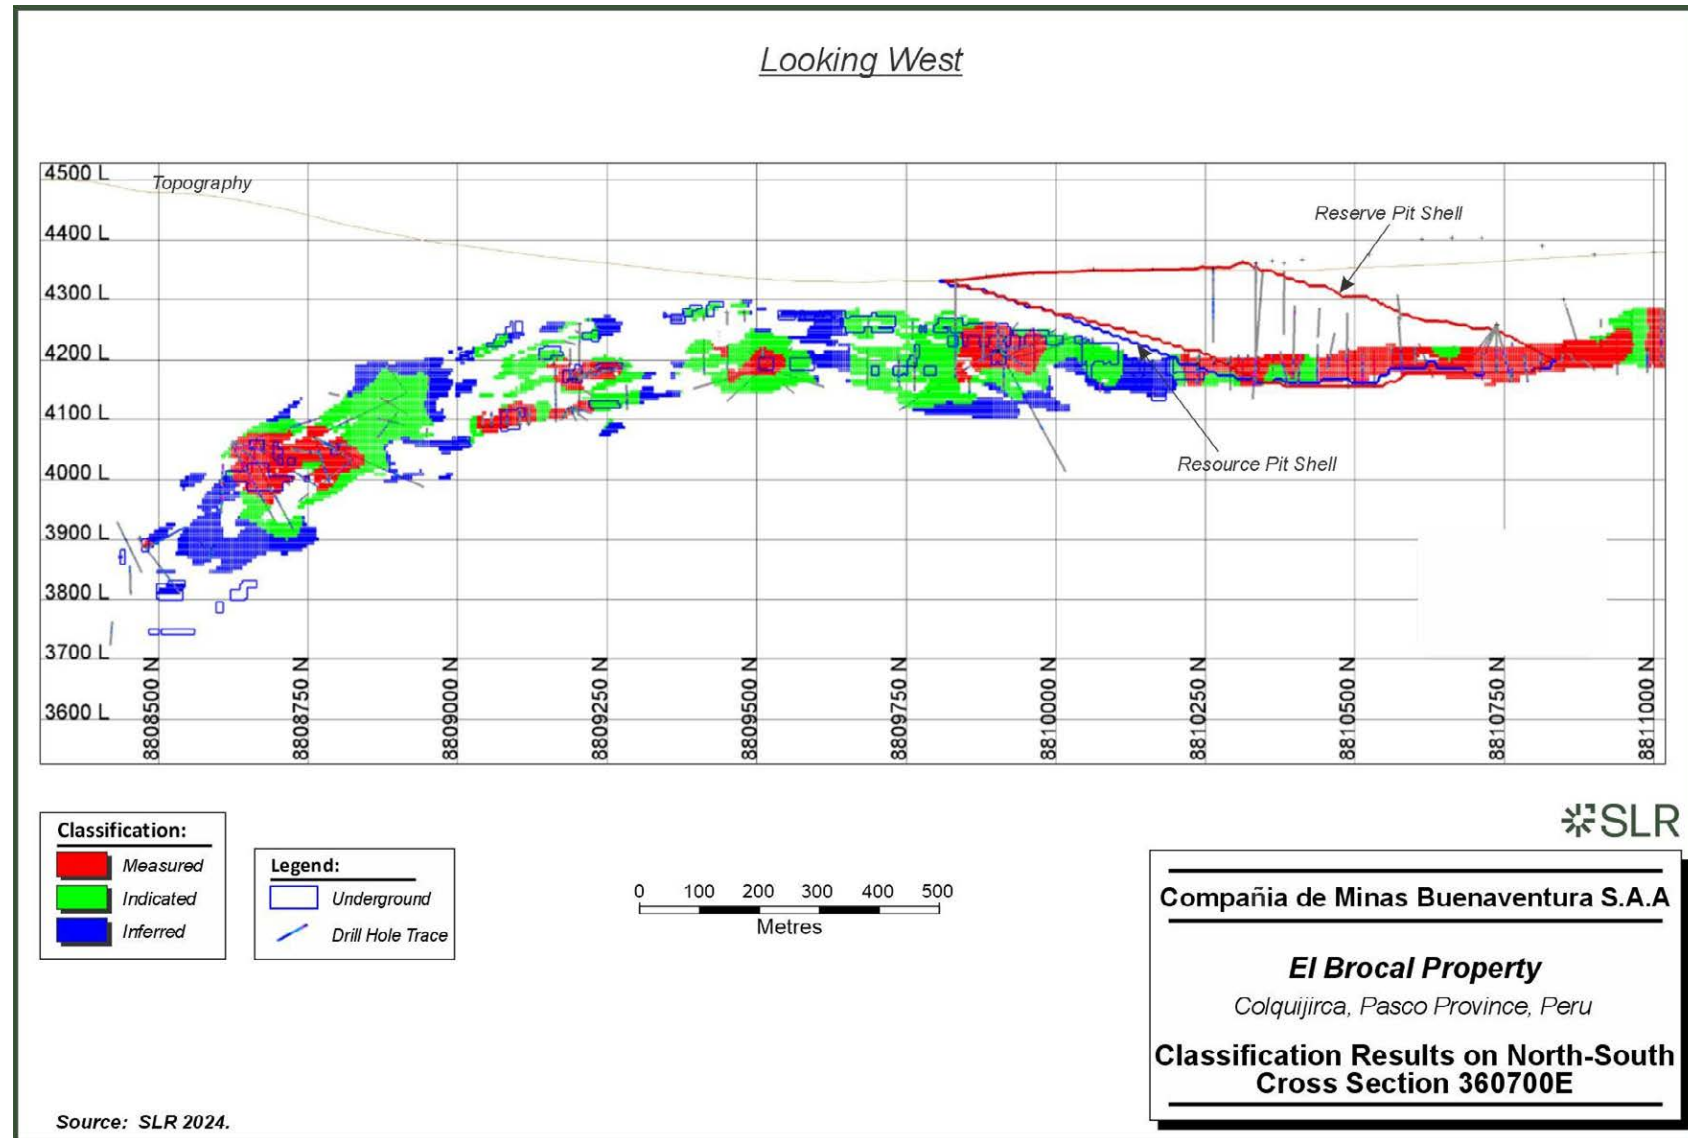 Looking West
4500 L
Topography
4400 L
Reserve Pit Shell
4300 L
4200 L
4100 L
Resource Pit Shell
4000 L
3900 L
3800 L
3700 L
3600 L
8808500 N
8808750 N
8809000 N
8809250 N
8809500 N
8809750 N
8810000 N
8810250 N
8810500 N
8810750 N
8811000 N
Classification:
Measured
Indicated
Inferred
Legend:
Underground
Drill Hole Trace
0 100 200 300 400 500
Metres
SLR
Compañia de Minas Buenaventura S.A.A
El Brocal Property
Colquijirca, Pasco Province, Peru
Classification Results on North-South
Cross Section 360700E
Source: SLR 2024.